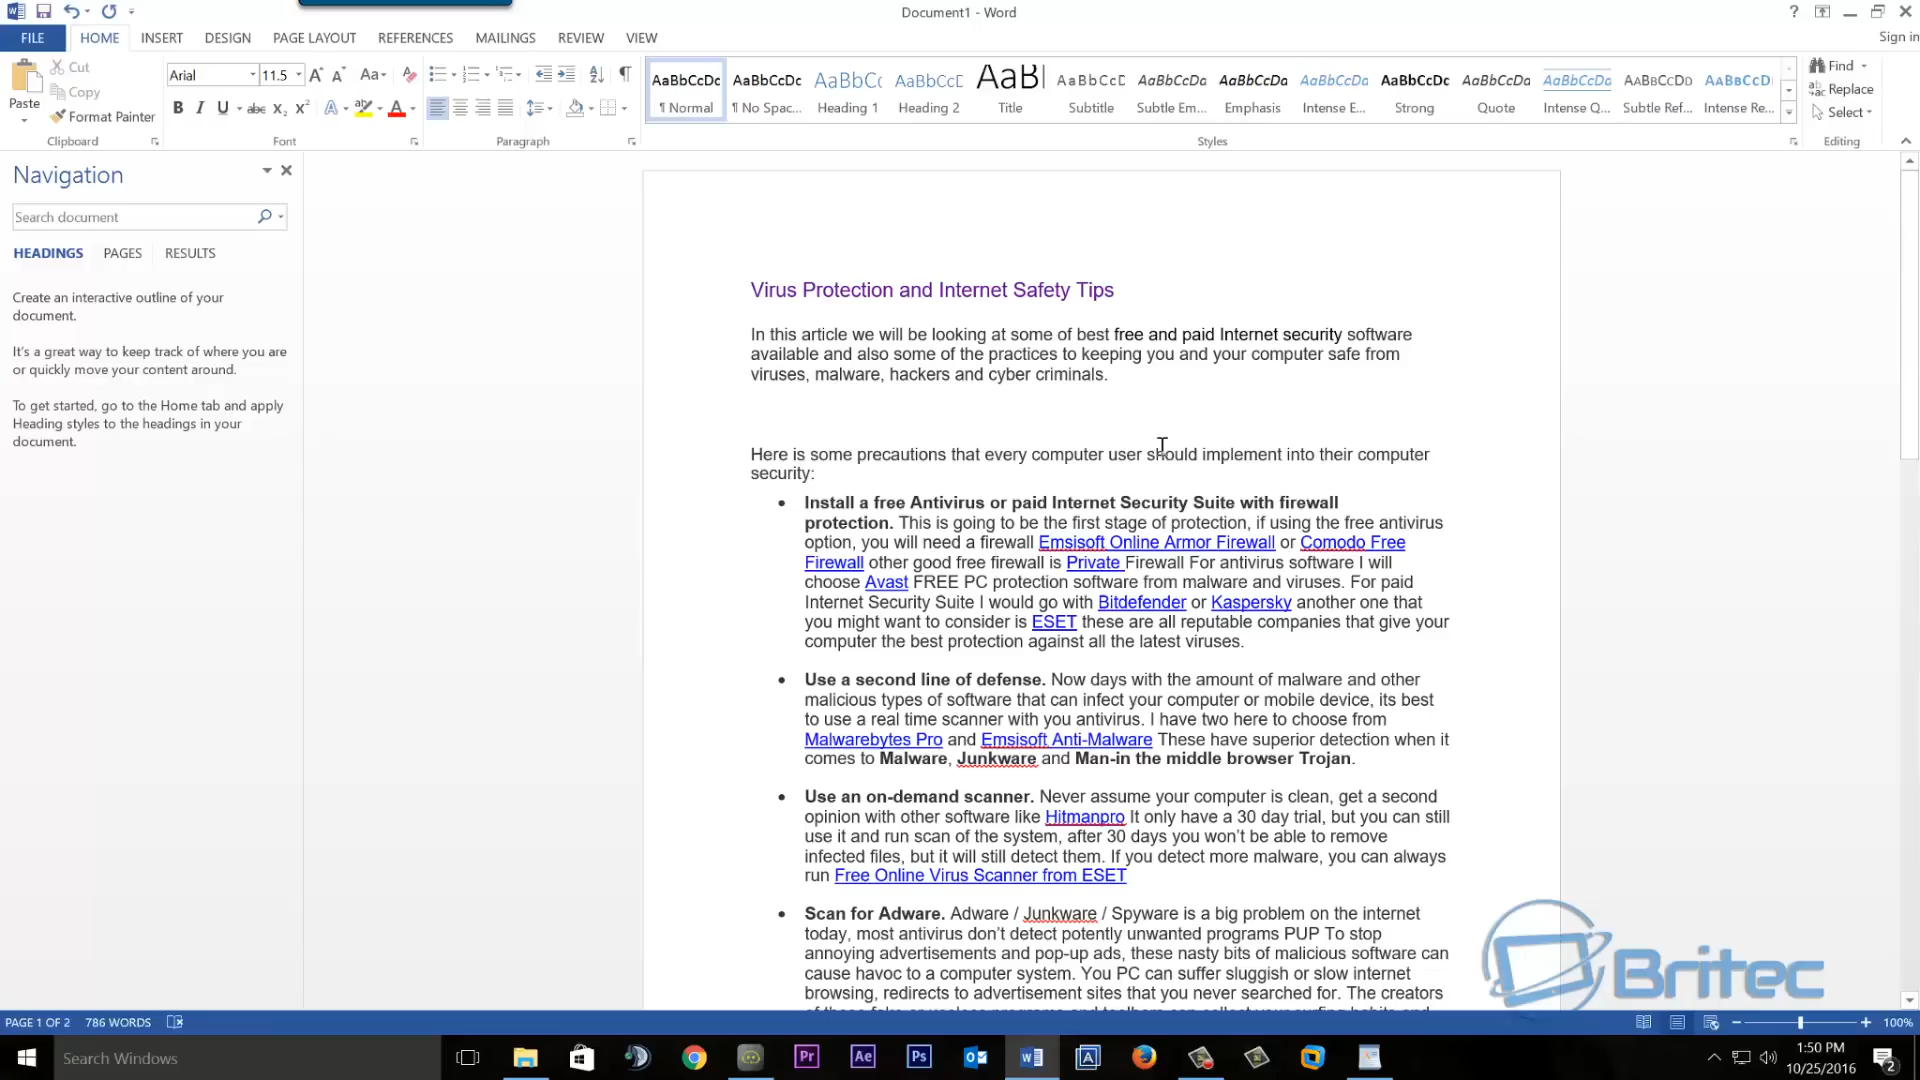 Document1 - Word
Sign in
FILE HOME INSERT DESIGN PAGE LAYOUT REFERENCES MAILINGS REVIEW VIEW
Paste
Cut
Copy
Format Painter
Clipboard
Arial 11.5
Font
Paragraph
AaBbCcDc AaBbCcDc AaBbCc AaBbCcD AaBl AaBbCcD AaBbCcDa AaBbCcDa AaBbCcDa AaBbCcDc AaBbCcDa AaBbCcDa AaBbCcDd AaBbCcDd
¶ Normal ¶ No Spac... Heading 1 Heading 2 Title Subtitle Subtle Em... Emphasis Intense E... Strong Quote Intense Q... Subtle Ref... Intense Re...
Styles
Find
Replace
Select
Editing
Navigation
Search document
HEADINGS PAGES RESULTS
Create an interactive outline of your
document.
It's a great way to keep track of where you are
or quickly move your content around.
To get started, go to the Home tab and apply
Heading styles to the headings in your
document.
Virus Protection and Internet Safety Tips
In this article we will be looking at some of best free and paid Internet security software
available and also some of the practices to keeping you and your computer safe from
viruses, malware, hackers and cyber criminals.
Here is some precautions that every computer user should implement into their computer
security:
• Install a free Antivirus or paid Internet Security Suite with firewall
protection. This is going to be the first stage of protection, if using the free antivirus
option, you will need a firewall Emsisoft Online Armor Firewall or Comodo Free
Firewall other good free firewall is Private Firewall For antivirus software I will
choose Avast FREE PC protection software from malware and viruses. For paid
Internet Security Suite I would go with Bitdefender or Kaspersky another one that
you might want to consider is ESET these are all reputable companies that give your
computer the best protection against all the latest viruses.
• Use a second line of defense. Now days with the amount of malware and other
malicious types of software that can infect your computer or mobile device, its best
to use a real time scanner with you antivirus. I have two here to choose from
Malwarebytes Pro and Emsisoft Anti-Malware These have superior detection when it
comes to Malware, Junkware and Man-in the middle browser Trojan.
• Use an on-demand scanner. Never assume your computer is clean, get a second
opinion with other software like Hitmanpro It only have a 30 day trial, but you can still
use it and run scan of the system, after 30 days you won't be able to remove
infected files, but it will still detect them. If you detect more malware, you can always
run Free Online Virus Scanner from ESET
• Scan for Adware. Adware / Junkware / Spyware is a big problem on the internet
today, most antivirus don't detect potently unwanted programs PUP To stop
annoying advertisements and pop-up ads, these nasty bits of malicious software can
cause havoc to a computer system. You PC can suffer sluggish or slow internet
browsing, redirects to advertisement sites that you never searched for. The creators
Britec
PAGE 1 OF 2 786 WORDS
100%
Search Windows
1:50 PM
10/25/2016
2